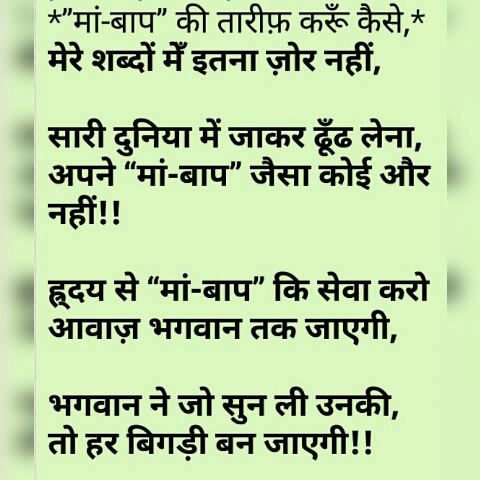 *”मां-बाप” की तारीफ़ करूँ कैसे,*
मेरे शब्दों मेँ इतना ज़ोर नहीं,
सारी दुनिया में जाकर ढूँढ लेना,
अपने “मां-बाप” जैसा कोई और
नहीं!!
हृदय से “मां-बाप” कि सेवा करो
आवाज़ भगवान तक जाएगी,
भगवान ने जो सुन ली उनकी,
तो हर बिगड़ी बन जाएगी!!